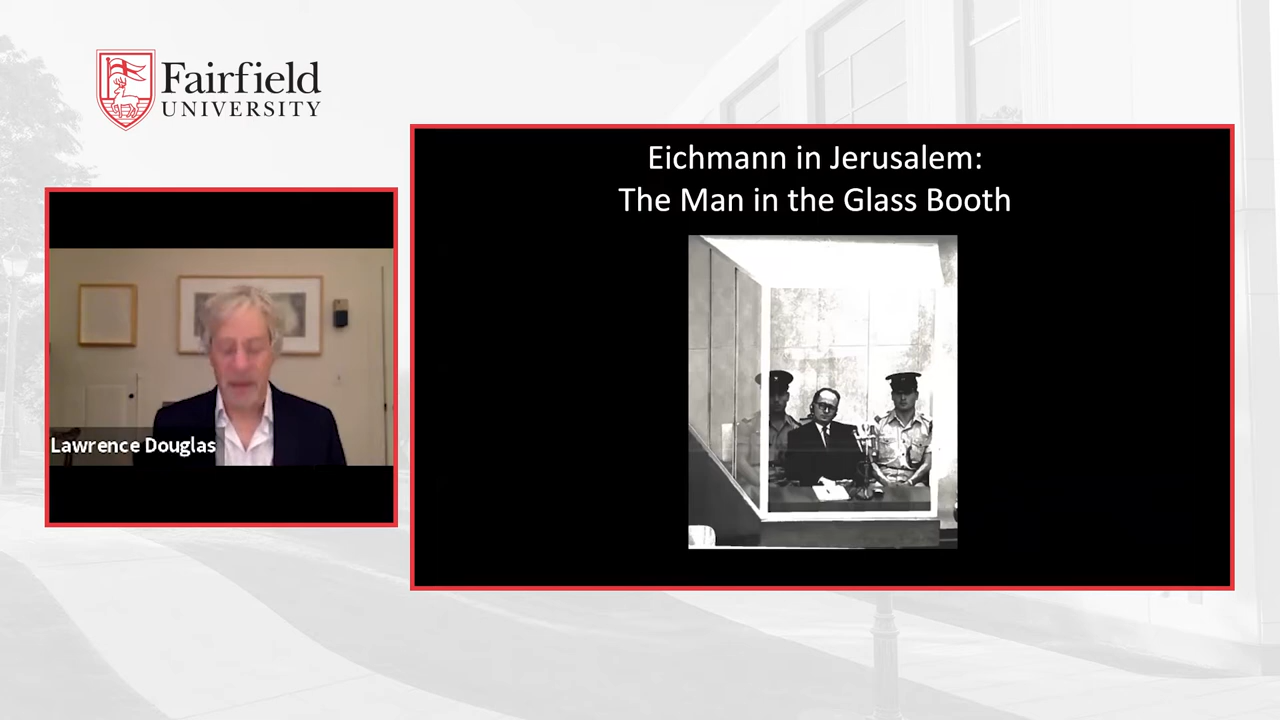 Fairfield
UNIVERSITY
Eichmann in Jerusalem:
The Man in the Glass Booth
Lawrence Douglas